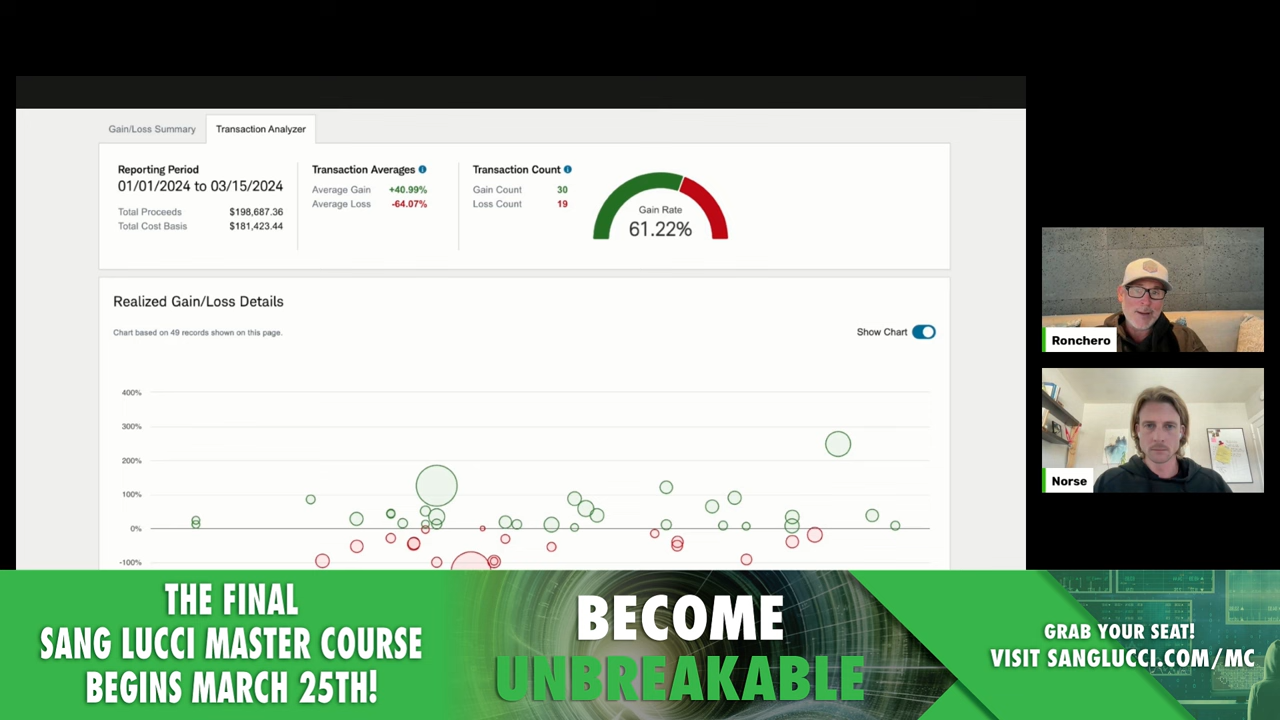 Gain/Loss Summary
Transaction Analyzer
Reporting Period
01/01/2024 to 03/15/2024
Total Proceeds $198,687.36
Total Cost Basis $181,423.44
Transaction Averages
Average Gain +40.99%
Average Loss -64.07%
Transaction Count
Gain Count 30
Loss Count 19
Gain Rate
61.22%
Realized Gain/Loss Details
Chart based on 49 records shown on this page.
Show Chart
400%
300%
200%
100%
0%
-100%
Ronchero
Norse
THE FINAL
SANG LUCCI MASTER COURSE
BEGINS MARCH 25TH!
BECOME
UNBREAKABLE
GRAB YOUR SEAT!
VISIT SANGLUCCI.COM/MC